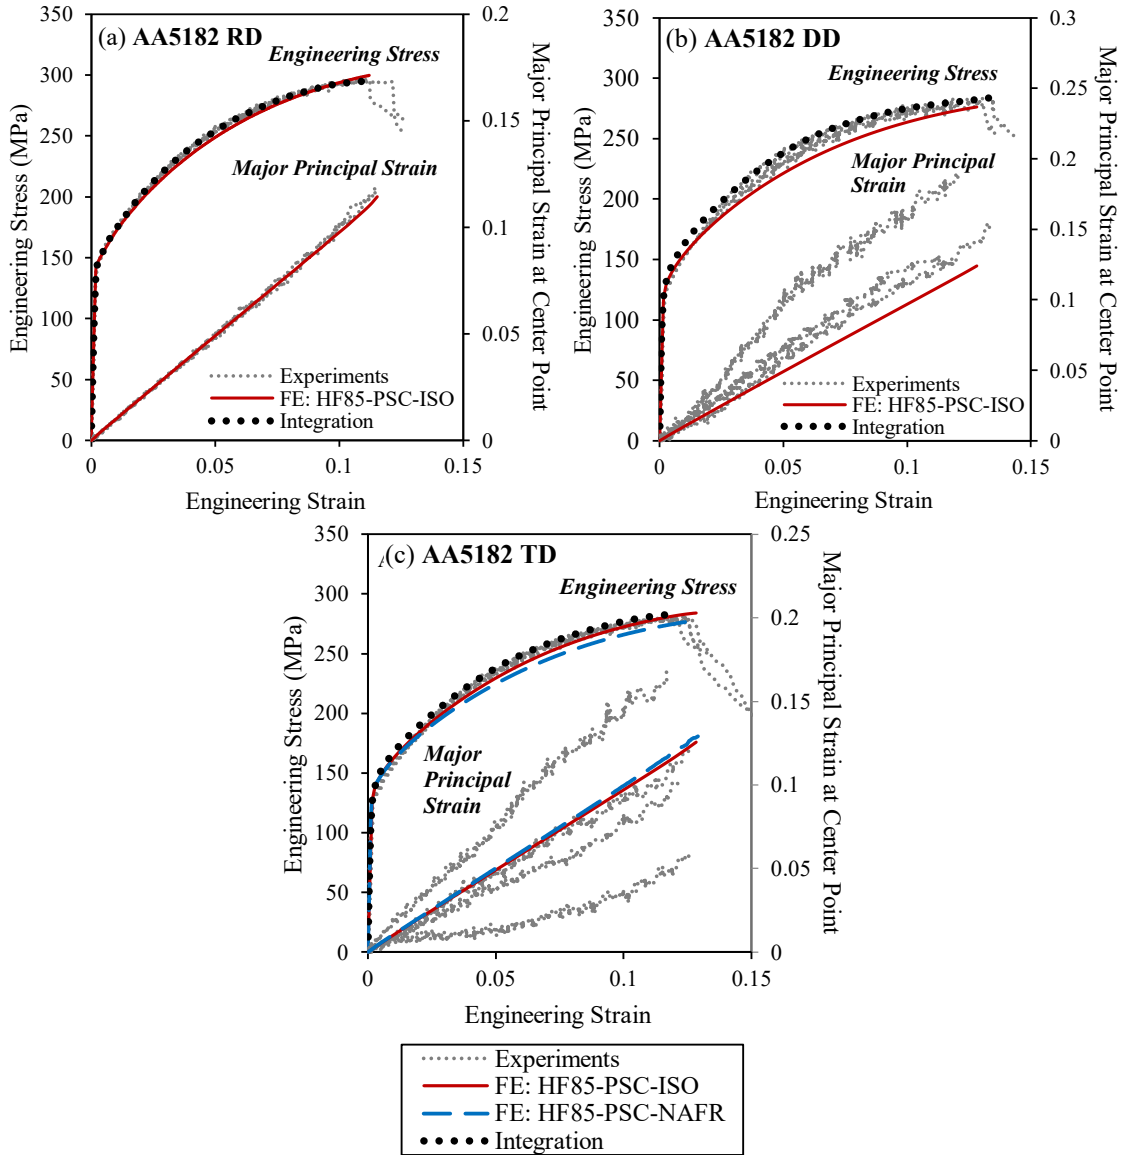 (a) AA5182 RD
Engineering Stress
Major Principal Strain
Experiments
FE: HF85-PSC-ISO
Integration
350
300
250
200
150
100
50
0
Engineering Stress (MPa)
0
0.05
0.1
0.15
Engineering Strain
0.2
0.15
0.1
0.05
0
Major Principal Strain at Center Point
(b) AA5182 DD
Engineering Stress
Major Principal
Strain
Experiments
FE: HF85-PSC-ISO
Integration
350
300
250
200
150
100
50
0
Engineering Stress (MPa)
0
0.05
0.1
0.15
Engineering Strain
0.3
0.25
0.2
0.15
0.1
0.05
0
Major Principal Strain at Center Point
(c) AA5182 TD
Engineering Stress
Major
Principal
Strain
350
300
250
200
150
100
50
0
Engineering Stress (MPa)
0
0.05
0.1
0.15
Engineering Strain
0.25
0.2
0.15
0.1
0.05
0
Major Principal Strain at Center Point
Experiments
FE: HF85-PSC-ISO
FE: HF85-PSC-NAFR
Integration